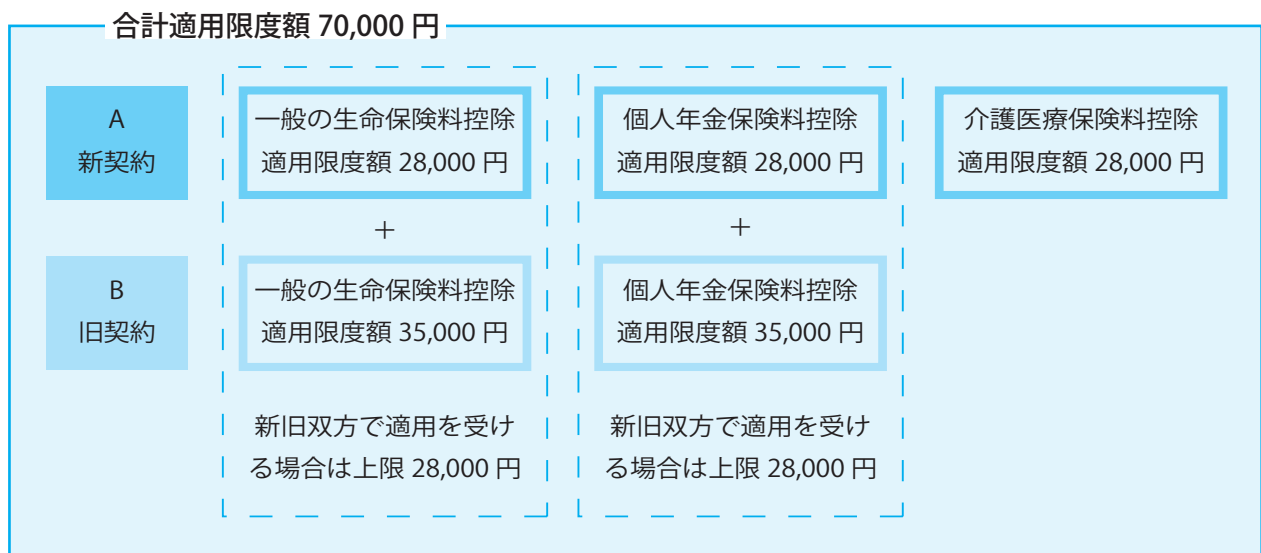 合計適用限度額 70,000 円
A
新契約
一般の生命保険料控除
適用限度額 28,000 円
個人年金保険料控除
適用限度額 28,000 円
介護医療保険料控除
適用限度額 28,000 円
+
+
B
旧契約
一般の生命保険料控除
適用限度額 35,000 円
個人年金保険料控除
適用限度額 35,000 円
新旧双方で適用を受け
る場合は上限 28,000 円
新旧双方で適用を受け
る場合は上限 28,000 円